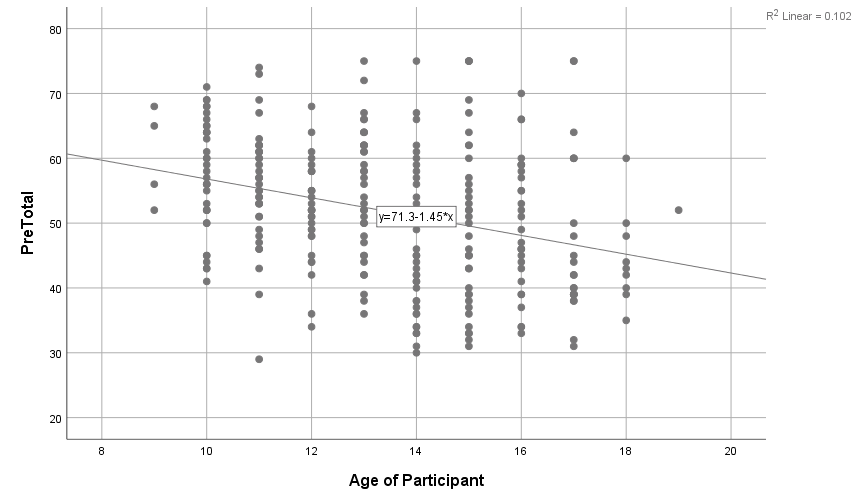 R2 Linear = 0.102
80
70
60
50
40
30
20
PreTotal
y=71.3-1.45*x
8 10 12 14 16 18 20
Age of Participant